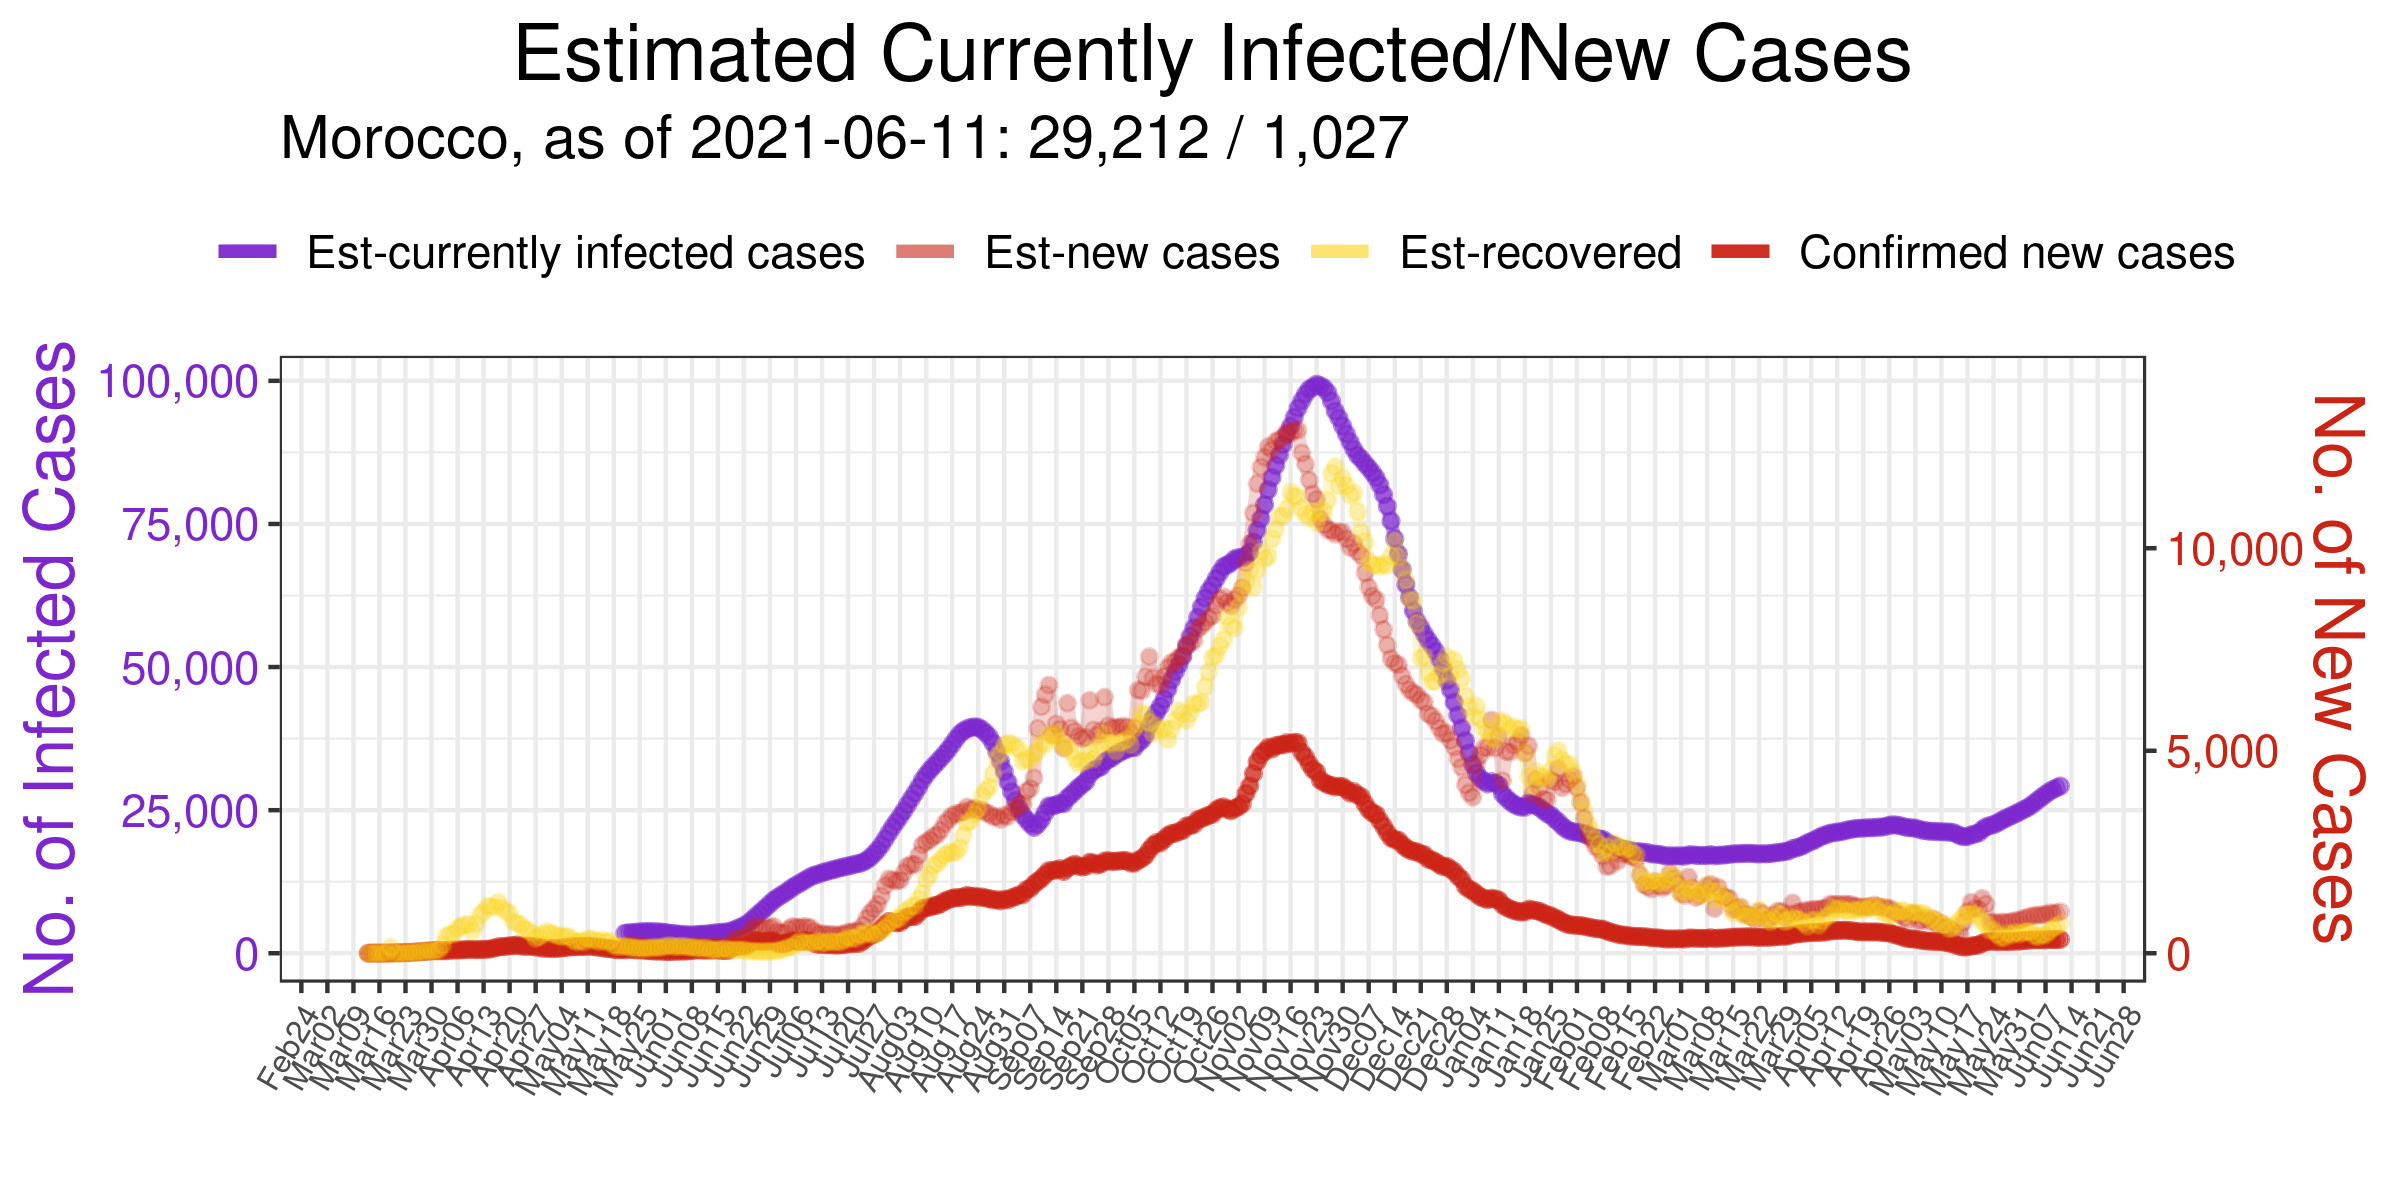 Estimated Currently Infected/New Cases
Morocco, as of 2021-06-11: 29,212 / 1,027
Est-currently infected cases Est-new cases Est-recovered Confirmed new cases
No. of Infected Cases
100,000
75,000
50,000
25,000
0
10,000
5,000
0
No. of New Cases
Feb24
Mar02
Mar09
Mar16
Mar23
Mar30
Apr06
Apr13
Apr20
Apr27
May04
May11
May18
May25
Jun01
Jun08
Jun15
Jun22
Jun29
Jul06
Jul13
Jul20
Jul27
Aug03
Aug10
Aug17
Aug24
Aug31
Sep07
Sep14
Sep21
Sep28
Oct05
Oct12
Oct19
Oct26
Nov02
Nov09
Nov16
Nov23
Nov30
Dec07
Dec14
Dec21
Dec28
Jan04
Jan11
Jan18
Jan25
Feb01
Feb08
Feb15
Feb22
Mar01
Mar08
Mar15
Mar22
Mar29
Apr05
Apr12
Apr19
Apr26
May03
May10
May17
May24
May31
Jun07
Jun14
Jun21
Jun28